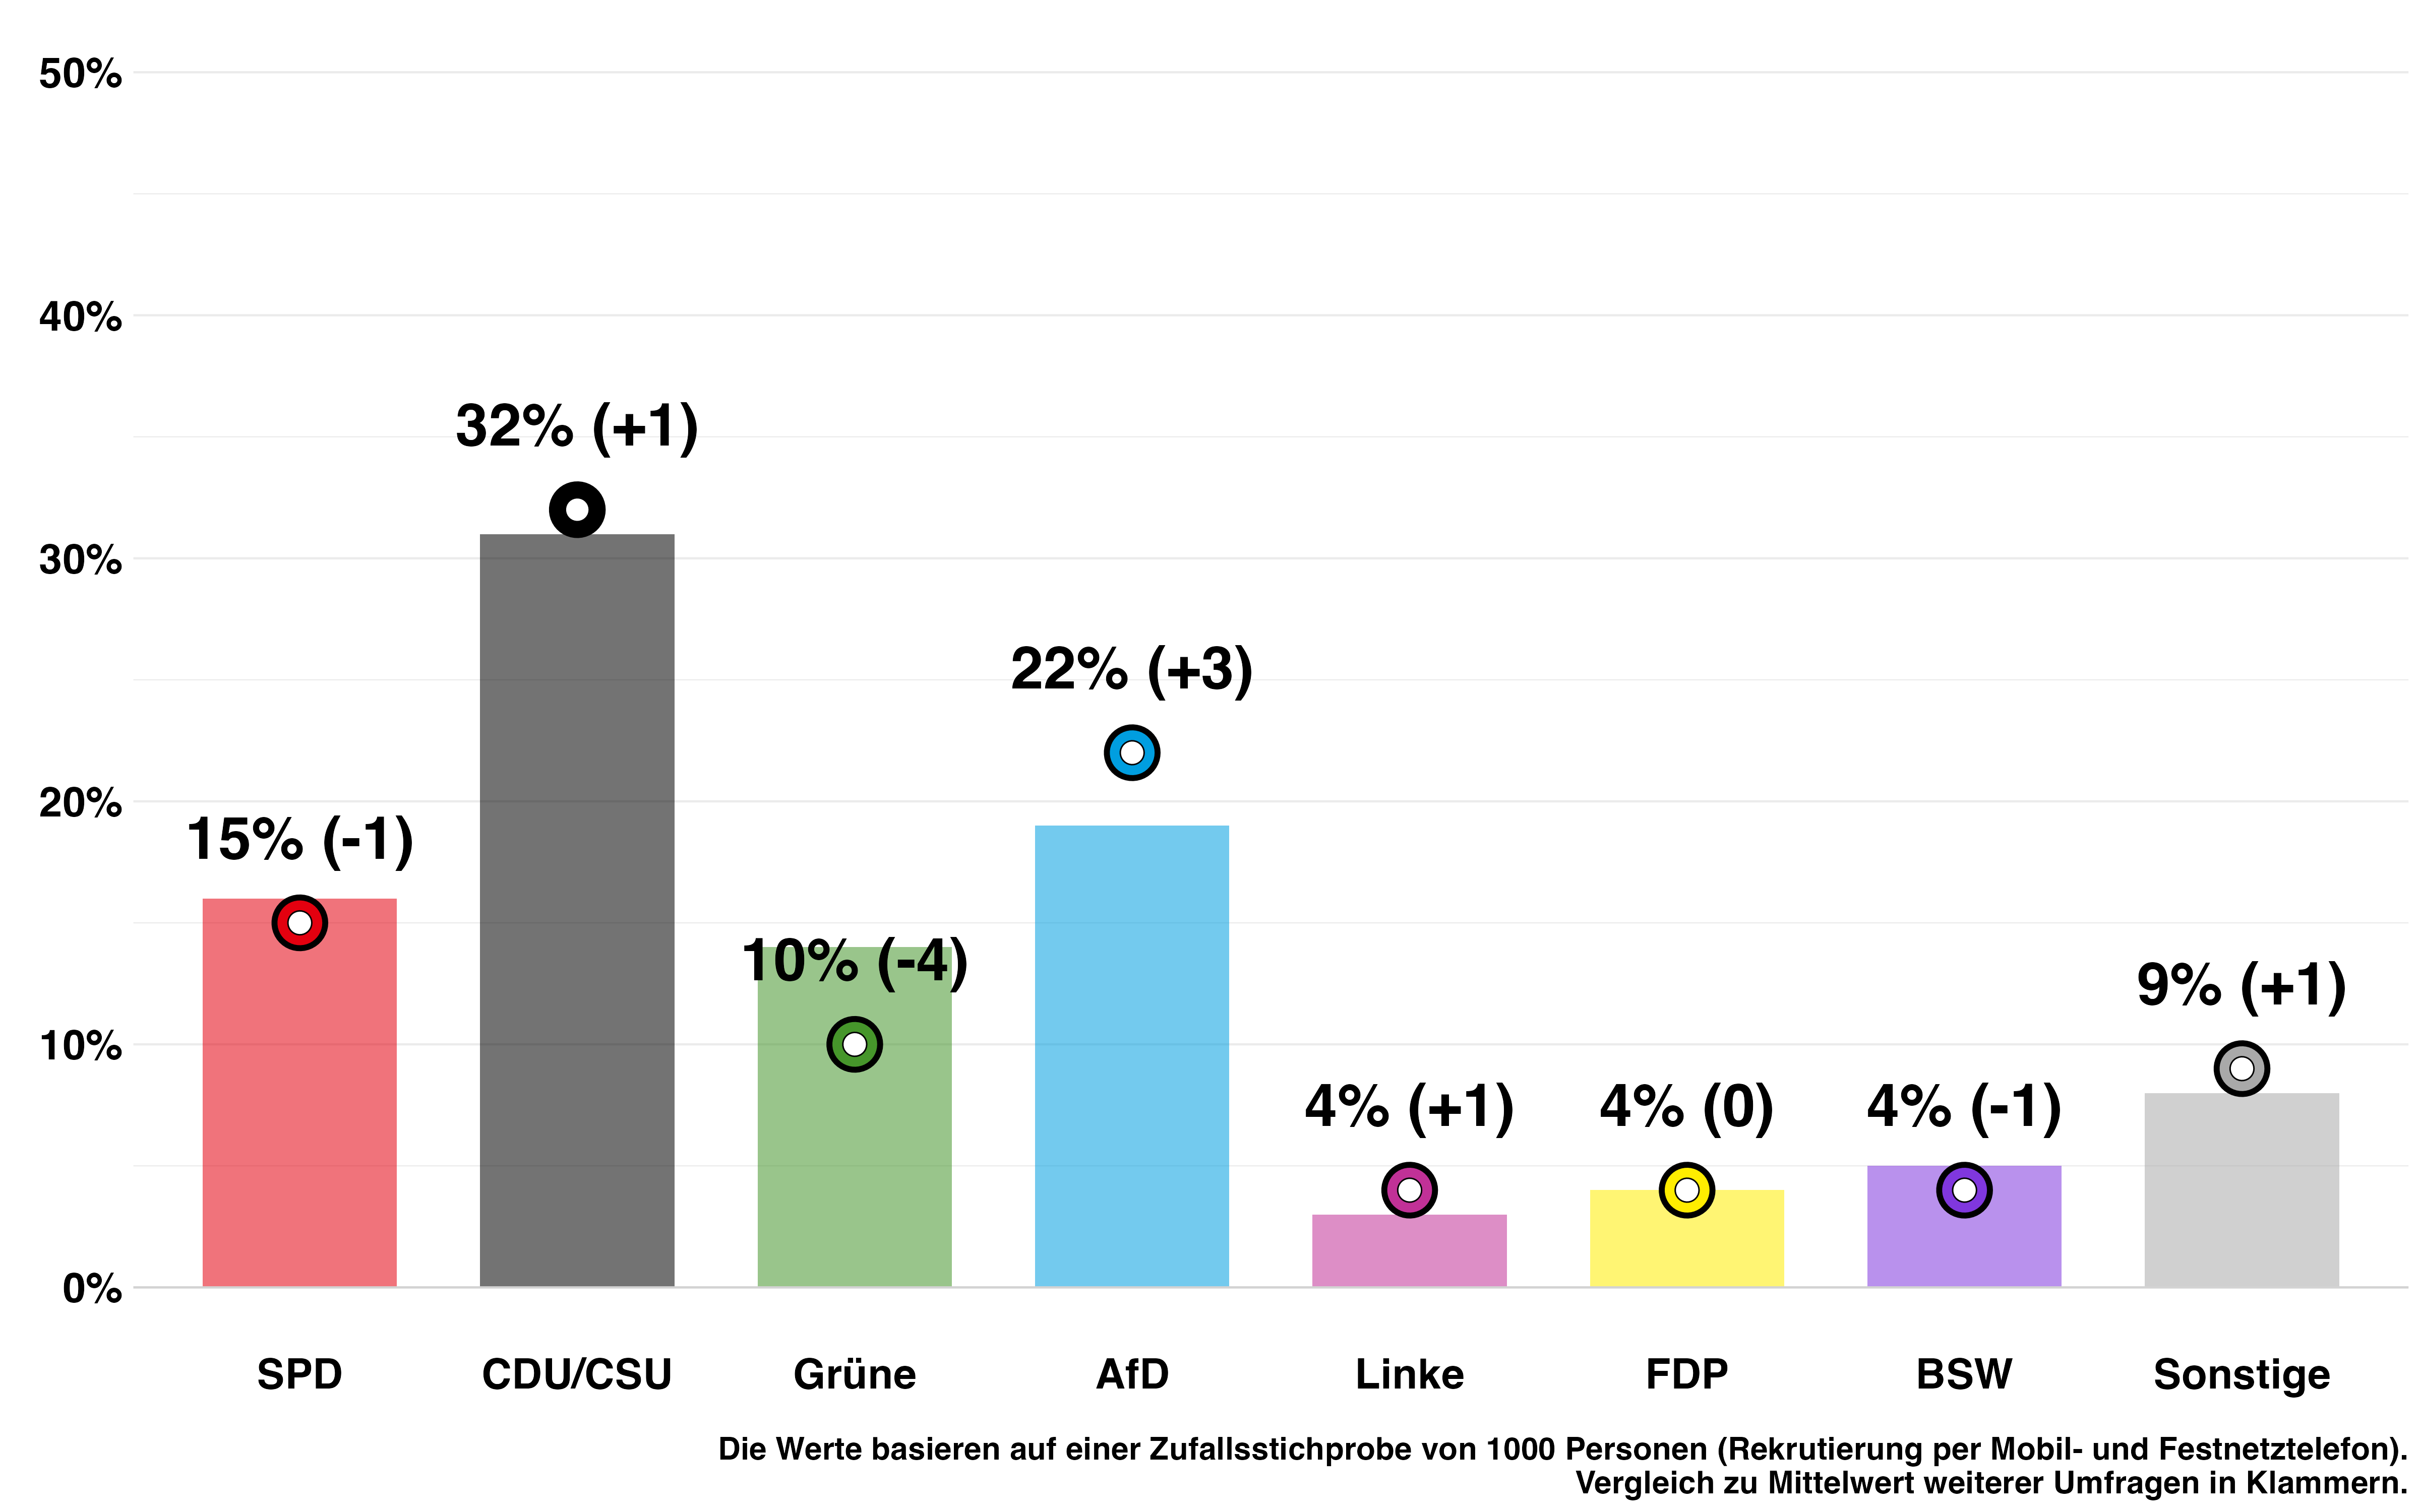 50%
40%
30%
20%
10%
0%
15% (-1)
32% (+1)
10% (-4)
22% (+3)
4% (+1)
4% (0)
4% (-1)
9% (+1)
SPD
CDU/CSU
Grüne
AfD
Linke
FDP
BSW
Sonstige
Die Werte basieren auf einer Zufallsstichprobe von 1000 Personen (Rekrutierung per Mobil- und Festnetztelefon).
Vergleich zu Mittelwert weiterer Umfragen in Klammern.